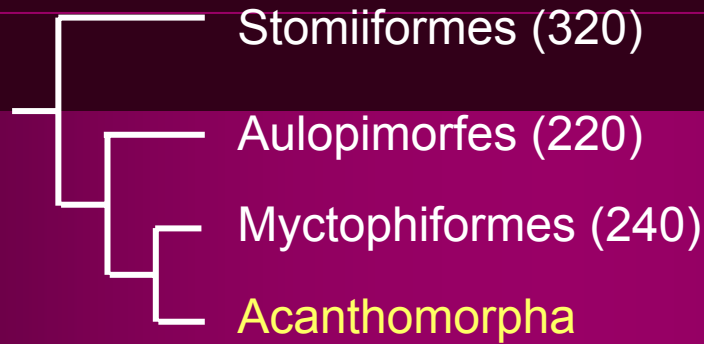 Stomiiformes (320)
Aulopimorfes (220)
Myctophiformes (240)
Acanthomorpha